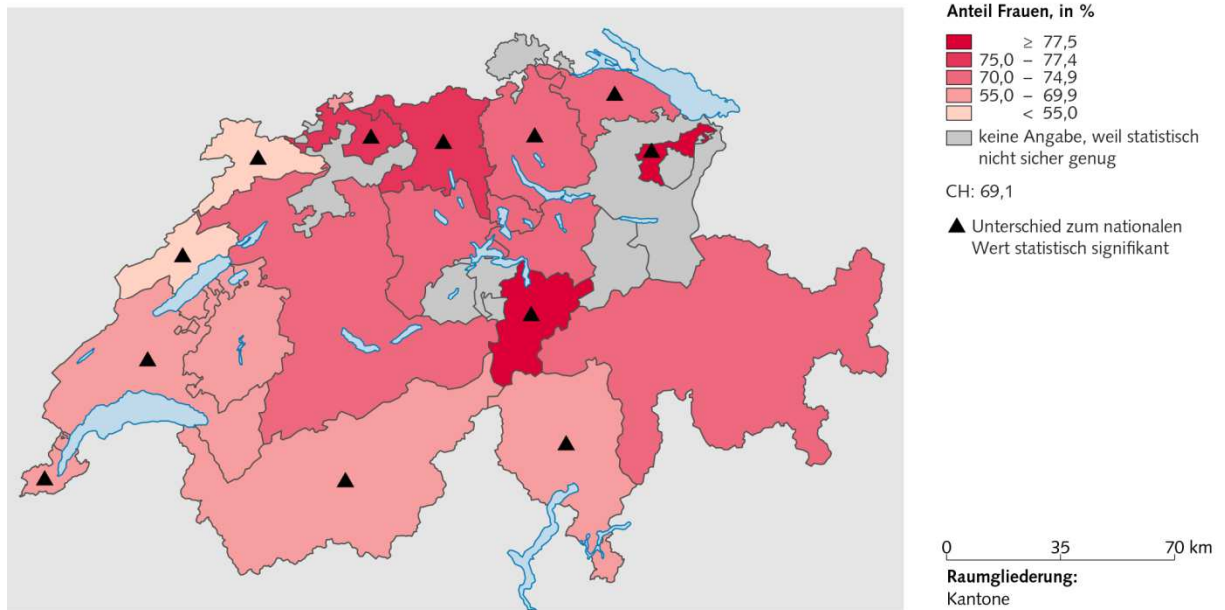 Anteil Frauen, in %
≥ 77,5
75,0 – 77,4
70,0 – 74,9
55,0 – 69,9
< 55,0
keine Angabe, weil statistisch
nicht sicher genug
CH: 69,1
Unterschied zum nationalen
Wert statistisch signifikant
0 35 70 km
Raumgliederung:
Kantone